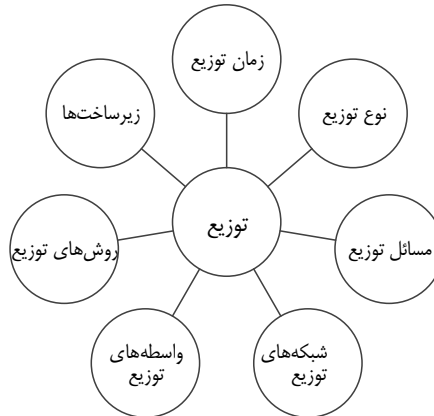 زمان توزیع
نوع توزیع
زیرساخت‌ها
توزیع
مسائل توزیع
روش‌های توزیع
شبکه‌های
توزیع
واسطه‌های
توزیع